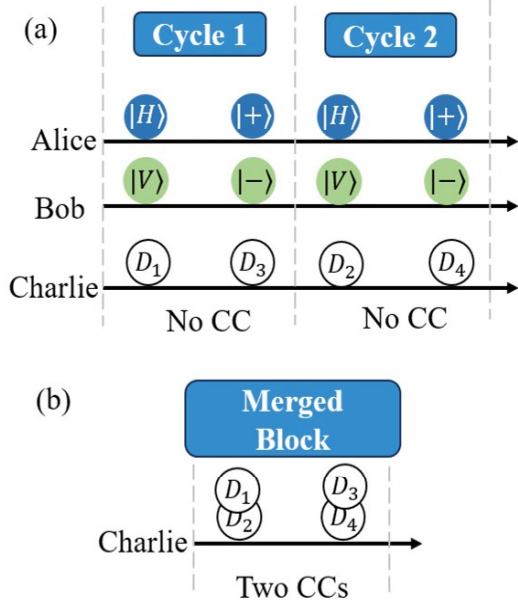 (a)
Cycle 1 Cycle 2
|H⟩ |+⟩ |H⟩ |+⟩
Alice
|V⟩ |−⟩ |V⟩ |−⟩
Bob
D₁ D₃ D₂ D₄
Charlie
No CC No CC
(b)
Merged
Block
D₁ D₃
D₂ D₄
Charlie
Two CCs